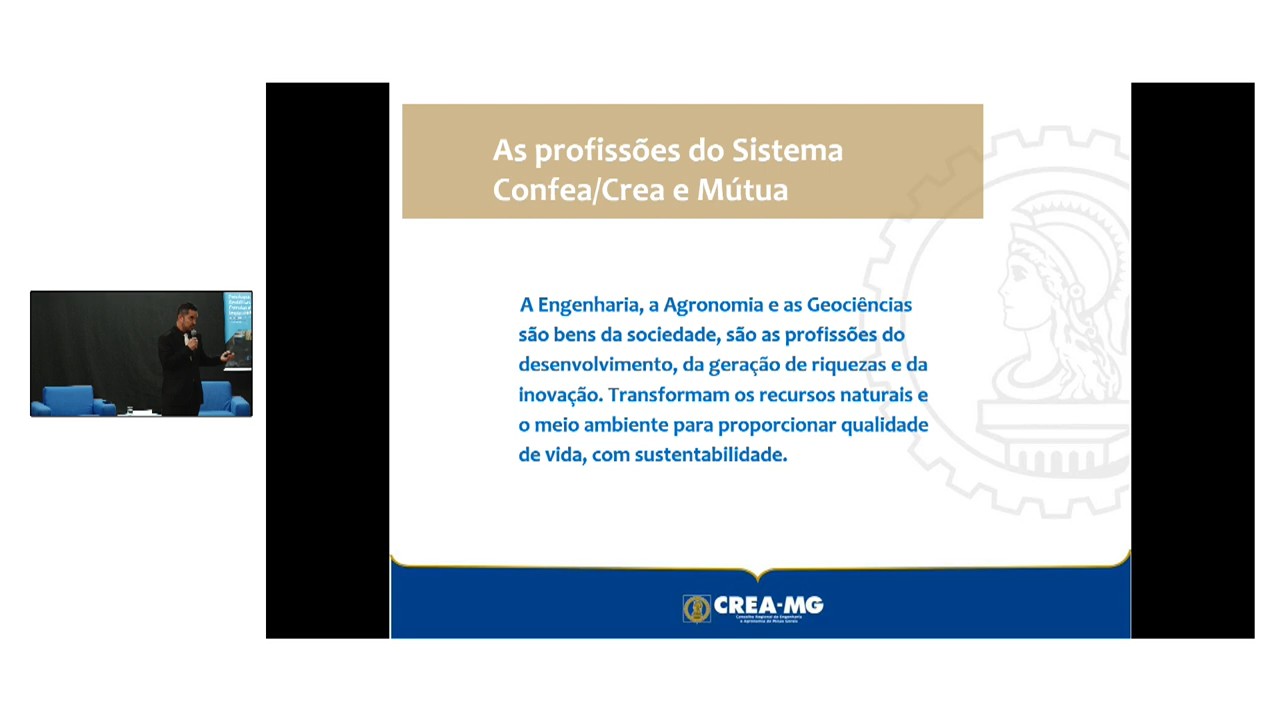 As profissões do Sistema
Confea/Crea e Mútua
A Engenharia, a Agronomia e as Geociências
são bens da sociedade, são as profissões do
desenvolvimento, da geração de riquezas e da
inovação. Transformam os recursos naturais e
o meio ambiente para proporcionar qualidade
de vida, com sustentabilidade.
CREA-MG
Conselho Regional de Engenharia
e Agronomia de Minas Gerais